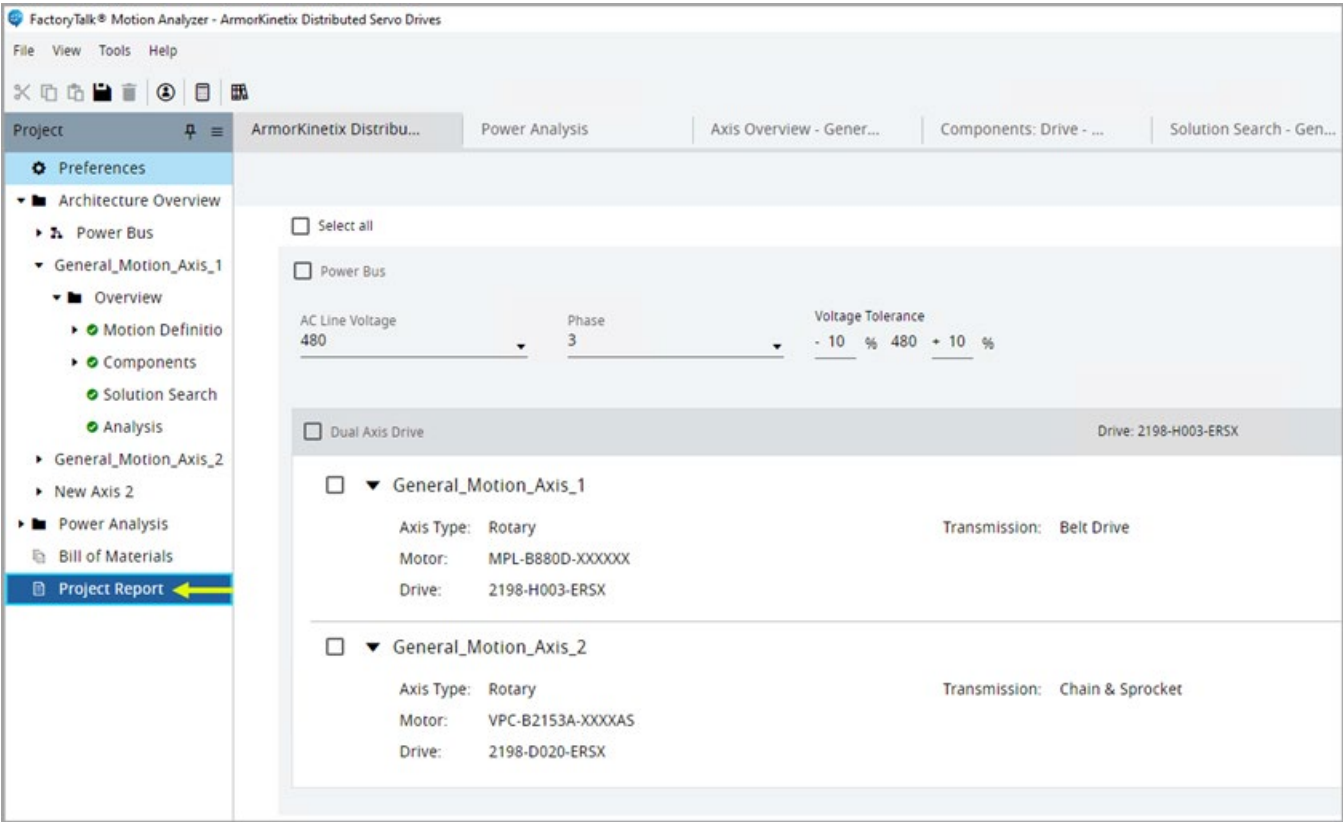 FactoryTalk® Motion Analyzer - ArmorKinetix Distributed Servo Drives
File View Tools Help
Project
Preferences
Architecture Overview
Power Bus
General_Motion_Axis_1
Overview
Motion Definitio
Components
Solution Search
Analysis
General_Motion_Axis_2
New Axis 2
Power Analysis
Bill of Materials
Project Report
ArmorKinetix Distribu... Power Analysis Axis Overview - Gener... Components: Drive - ... Solution Search - Gen...
Select all
Power Bus
AC Line Voltage Phase Voltage Tolerance
480 3 - 10 % 480 + 10 %
Dual Axis Drive Drive: 2198-H003-ERSX
General_Motion_Axis_1
Axis Type: Rotary Transmission: Belt Drive
Motor: MPL-B880D-XXXXXX
Drive: 2198-H003-ERSX
General_Motion_Axis_2
Axis Type: Rotary Transmission: Chain & Sprocket
Motor: VPC-B2153A-XXXXAS
Drive: 2198-D020-ERSX